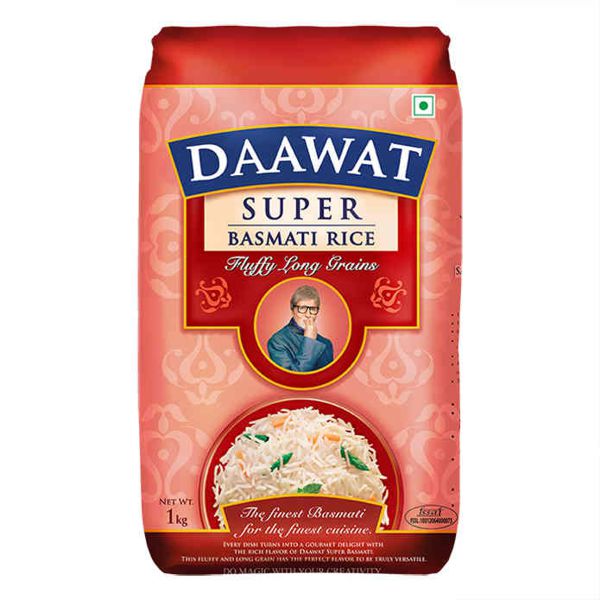 DAAWAT
SUPER
BASMATI RICE
Fluffy Long Grains
NET WT.
1kg
The finest Basmati
for the finest cuisine.
fssai
EVERY DISH TURNS INTO A GOURMET DELIGHT WITH
THE RICH FLAVOR OF DAAWAT SUPER BASMATI.
THIS FLUFFY AND LONG GRAIN HAS THE PERFECT FLAVOR TO BE TRULY VERSATILE.
DO MAGIC WITH YOUR CREATIVITY